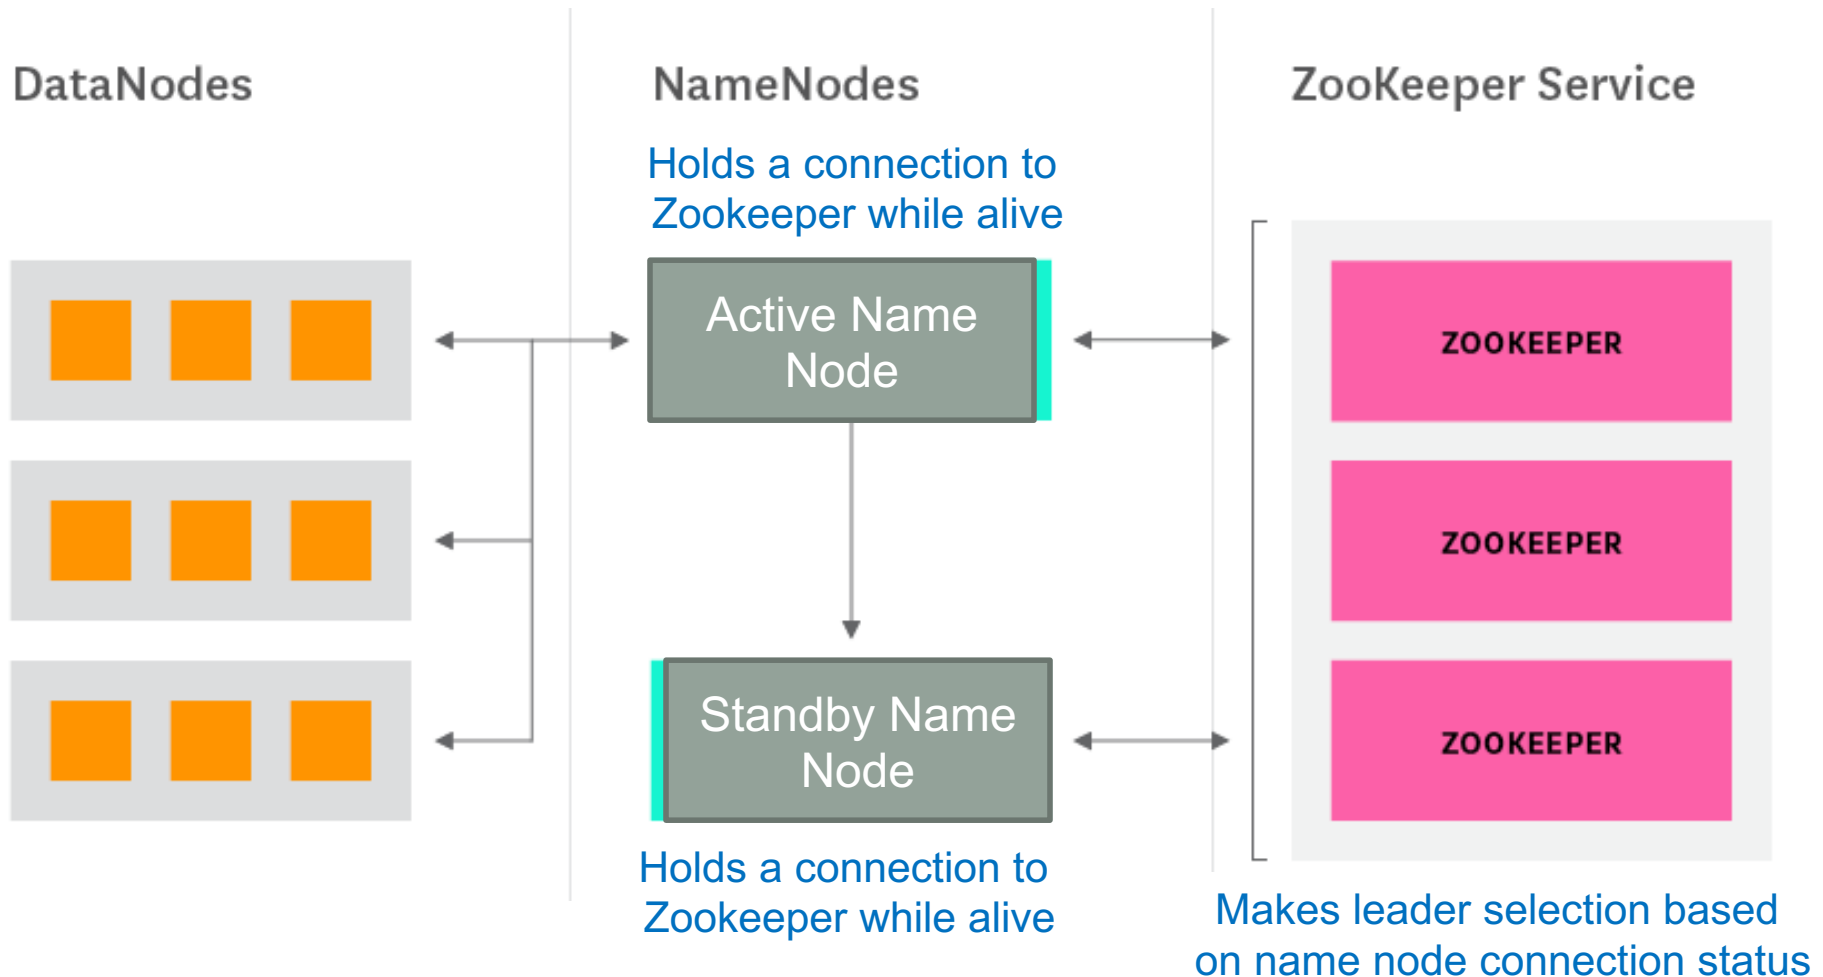 DataNodes
NameNodes
ZooKeeper Service
Holds a connection to
Zookeeper while alive
Active Name
Node
ZOOKEEPER
ZOOKEEPER
Standby Name
Node
ZOOKEEPER
Holds a connection to
Zookeeper while alive
Makes leader selection based
on name node connection status